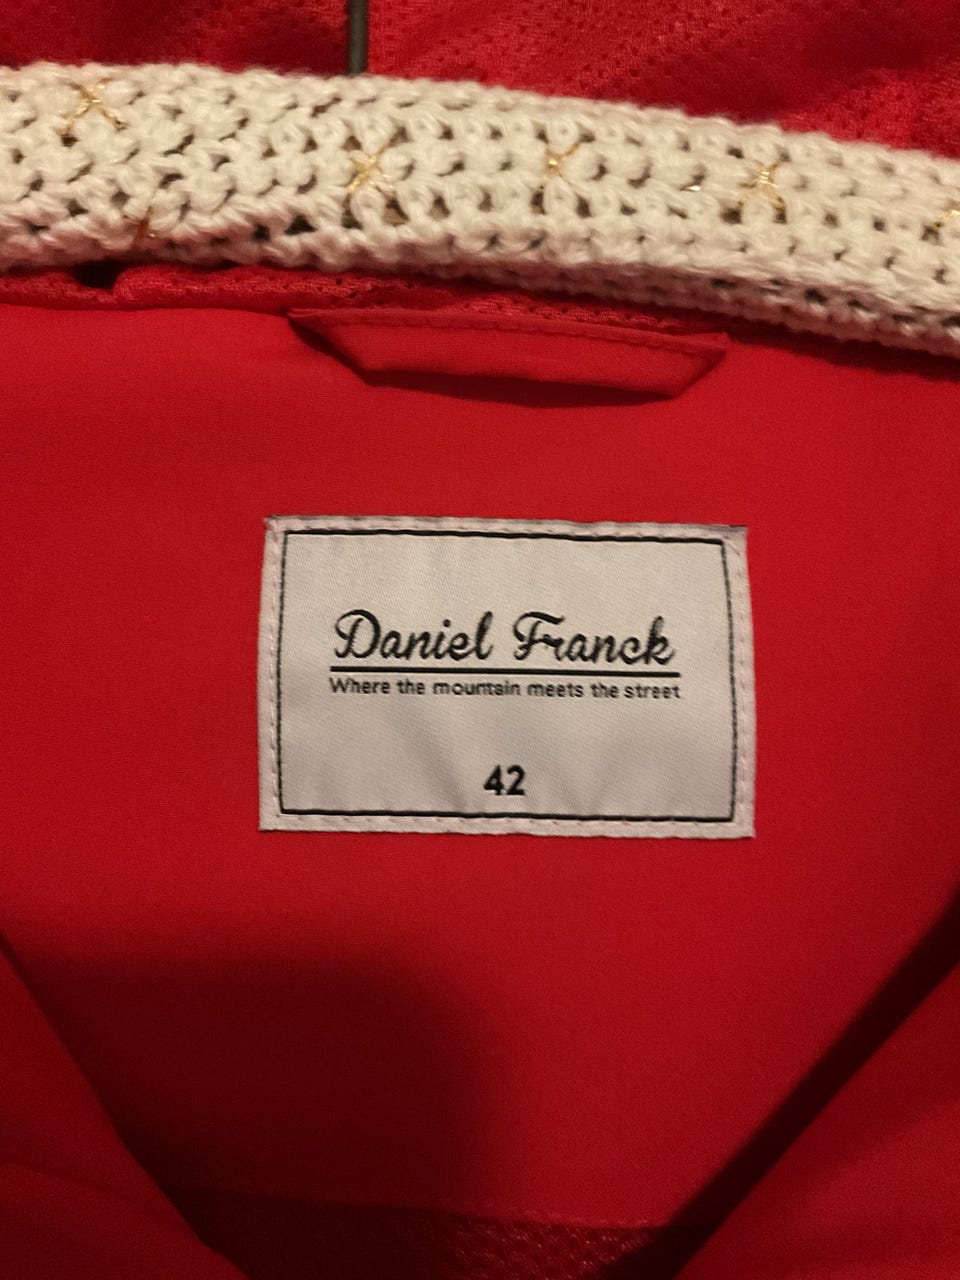 Daniel Franck
Where the mountain meets the street
42